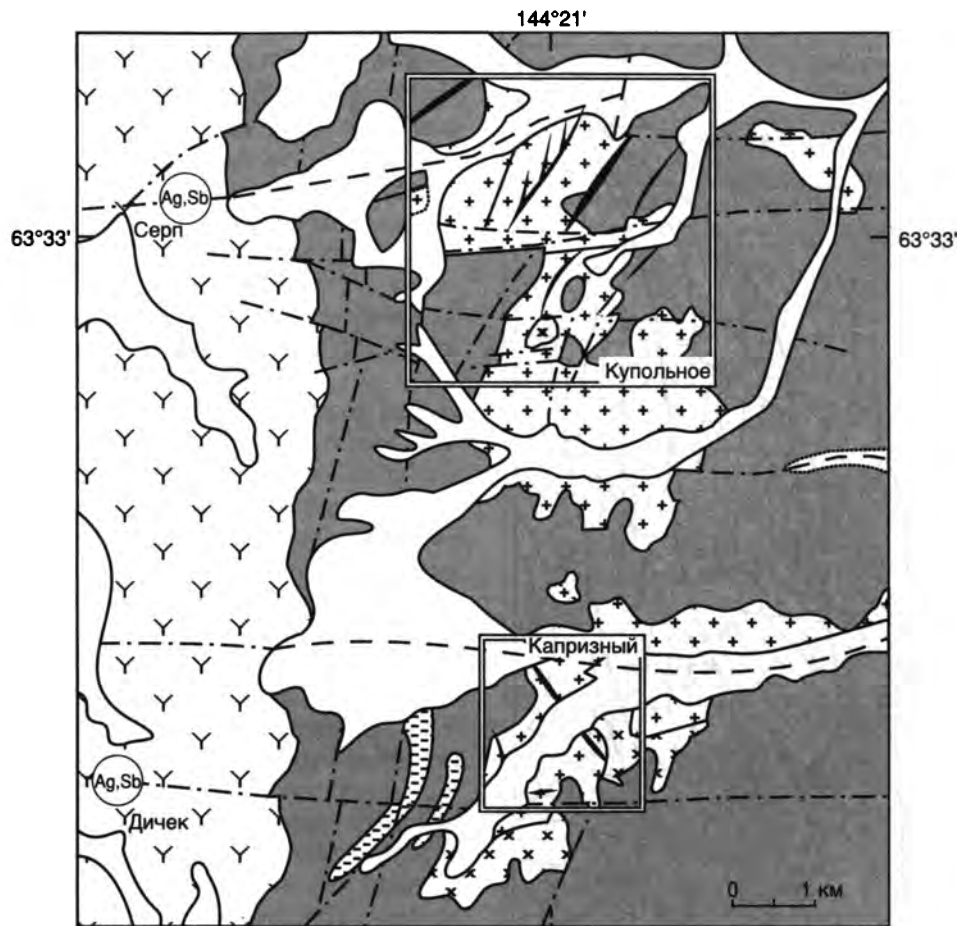 144°21'
Ag,Sb
Серп
63°33'
63°33'
Купольное
Капризный
Ag,Sb
Дичек
0 1 км